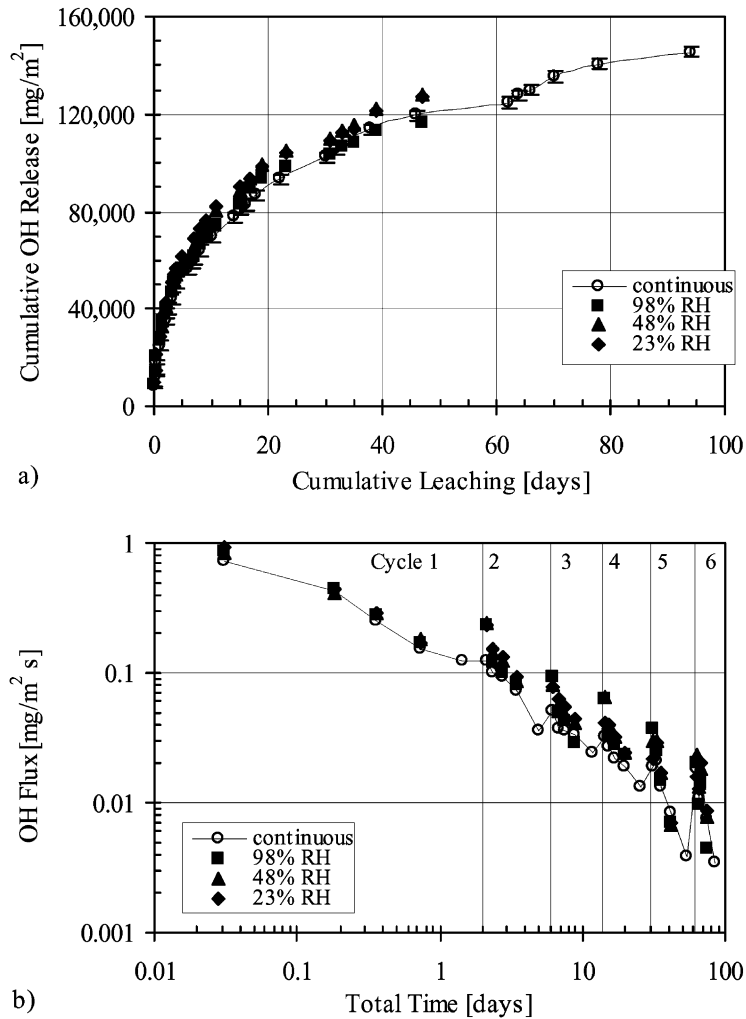 160,000
120,000
80,000
40,000
0
Cumulative OH Release [mg/m²]
continuous
98% RH
48% RH
23% RH
0 20 40 60 80 100
Cumulative Leaching [days]
a)
1
0.1
0.01
0.001
OH Flux [mg/m² s]
Cycle 1 2 3 4 5 6
continuous
98% RH
48% RH
23% RH
0.01 0.1 1 10 100
Total Time [days]
b)